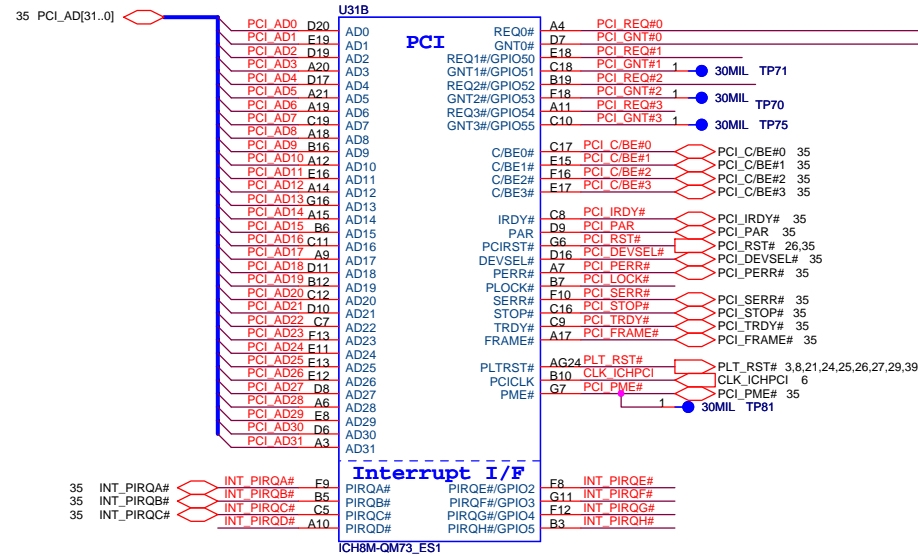 U31B
35 PCI_AD[31..0]
PCI
PCI_AD0 D20 AD0
PCI_AD1 E19 AD1
PCI_AD2 D19 AD2
PCI_AD3 A20 AD3
PCI_AD4 D17 AD4
PCI_AD5 A21 AD5
PCI_AD6 A19 AD6
PCI_AD7 C19 AD7
PCI_AD8 A18 AD8
PCI_AD9 B16 AD9
PCI_AD10 A12 AD10
PCI_AD11 E16 AD11
PCI_AD12 A14 AD12
PCI_AD13 G16 AD13
PCI_AD14 A15 AD14
PCI_AD15 B6 AD15
PCI_AD16 C11 AD16
PCI_AD17 A9 AD17
PCI_AD18 D11 AD18
PCI_AD19 B12 AD19
PCI_AD20 C12 AD20
PCI_AD21 D10 AD21
PCI_AD22 C7 AD22
PCI_AD23 F13 AD23
PCI_AD24 E11 AD24
PCI_AD25 E13 AD25
PCI_AD26 E12 AD26
PCI_AD27 D8 AD27
PCI_AD28 A6 AD28
PCI_AD29 E8 AD29
PCI_AD30 D6 AD30
PCI_AD31 A3 AD31
REQ0# A4 PCI_REQ#0
GNT0# D7 PCI_GNT#0
REQ1#/GPIO50 E18 PCI_REQ#1
GNT1#/GPIO51 C18 PCI_GNT#1 1 30MIL TP71
REQ2#/GPIO52 B19 PCI_REQ#2
GNT2#/GPIO53 F18 PCI_GNT#2 1 30MIL TP70
REQ3#/GPIO54 A11 PCI_REQ#3
GNT3#/GPIO55 C10 PCI_GNT#3 1 30MIL TP75
C/BE0# C17 PCI_C/BE#0 PCI_C/BE#0 35
C/BE1# E15 PCI_C/BE#1 PCI_C/BE#1 35
C/BE2# F16 PCI_C/BE#2 PCI_C/BE#2 35
C/BE3# E17 PCI_C/BE#3 PCI_C/BE#3 35
IRDY# C8 PCI_IRDY# PCI_IRDY# 35
PAR D9 PCI_PAR PCI_PAR 35
PCIRST# G6 PCI_RST# PCI_RST# 26,35
DEVSEL# D16 PCI_DEVSEL# PCI_DEVSEL# 35
PERR# A7 PCI_PERR# PCI_PERR# 35
PLOCK# B7 PCI_LOCK#
SERR# F10 PCI_SERR# PCI_SERR# 35
STOP# C16 PCI_STOP# PCI_STOP# 35
TRDY# C9 PCI_TRDY# PCI_TRDY# 35
FRAME# A17 PCI_FRAME# PCI_FRAME# 35
PLTRST# AG24 PLT_RST# PLT_RST# 3,8,21,24,25,26,27,29,39
PCICLK B10 CLK_ICHPCI CLK_ICHPCI 6
PME# G7 PCI_PME# PCI_PME# 35
1 30MIL TP81
Interrupt I/F
35 INT_PIRQA# INT_PIRQA# F9 PIRQA#
35 INT_PIRQB# INT_PIRQB# B5 PIRQB#
35 INT_PIRQC# INT_PIRQC# C5 PIRQC#
INT_PIRQD# A10 PIRQD#
PIRQE#/GPIO2 F8 INT_PIRQE#
PIRQF#/GPIO3 G11 INT_PIRQF#
PIRQG#/GPIO4 F12 INT_PIRQG#
PIRQH#/GPIO5 B3 INT_PIRQH#
ICH8M-QM73_ES1